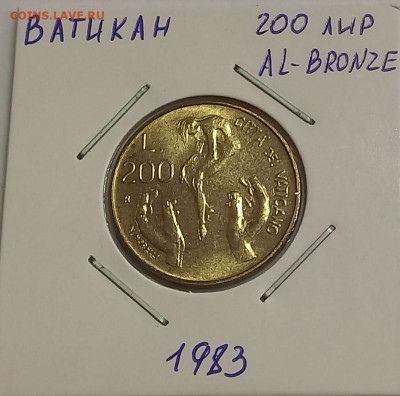 COINS.LAVE.RU
ВАТИКАН 200 ЛИР
AL-BRONZE
L.
200
R
CITTA' DEL VATICANO
1983